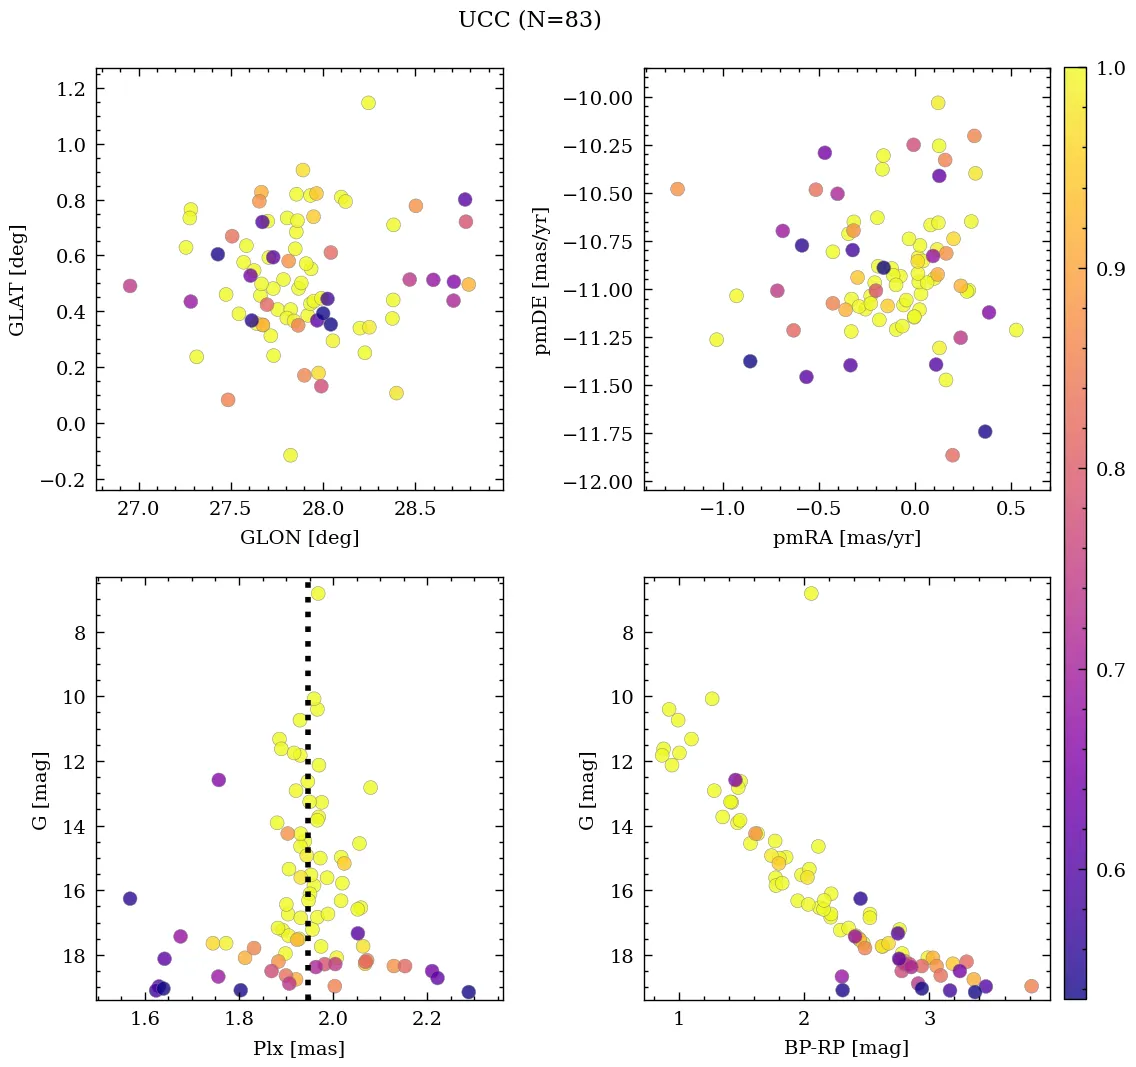 UCC (N=83)
1.2
1.0
0.8
0.6
0.4
0.2
0.0
−0.2
GLAT [deg]
27.0 27.5 28.0 28.5
GLON [deg]
−10.00
−10.25
−10.50
−10.75
−11.00
−11.25
−11.50
−11.75
−12.00
pmDE [mas/yr]
−1.0 −0.5 0.0 0.5
pmRA [mas/yr]
8
10
12
14
16
18
G [mag]
1.6 1.8 2.0 2.2
Plx [mas]
8
10
12
14
16
18
G [mag]
1 2 3
BP-RP [mag]
1.0
0.9
0.8
0.7
0.6